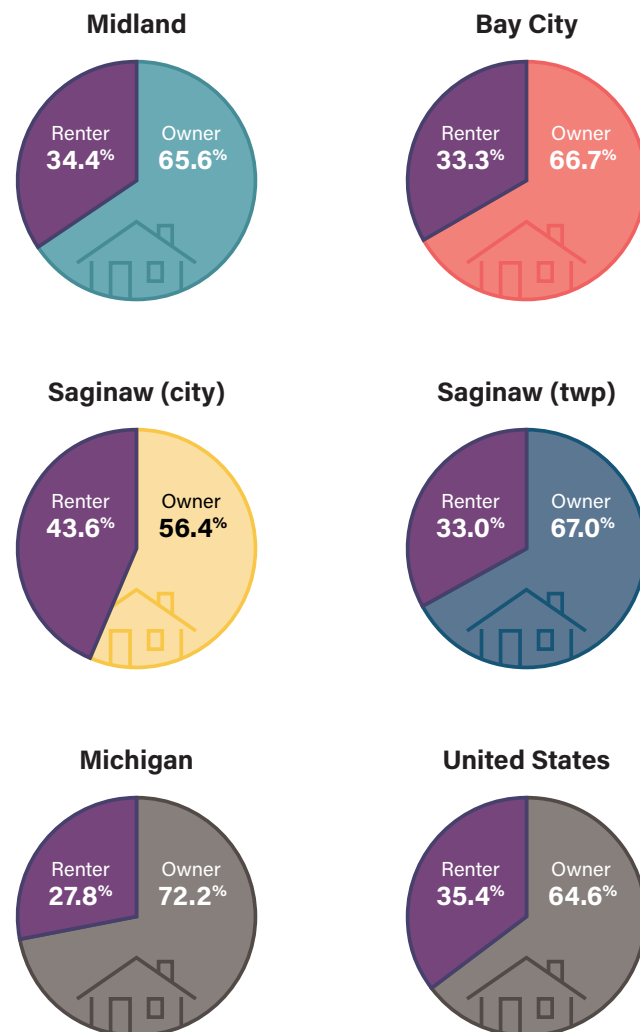 Midland
Renter
34.4%
Owner
65.6%
Bay City
Renter
33.3%
Owner
66.7%
Saginaw (city)
Renter
43.6%
Owner
56.4%
Saginaw (twp)
Renter
33.0%
Owner
67.0%
Michigan
Renter
27.8%
Owner
72.2%
United States
Renter
35.4%
Owner
64.6%